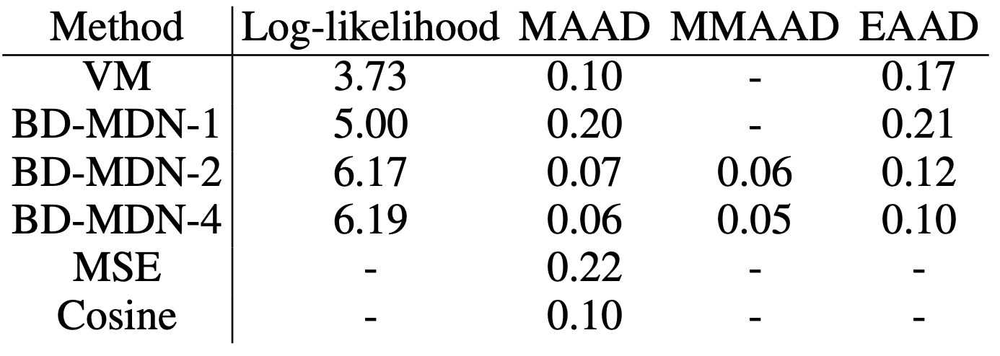 Method Log-likelihood MAAD MMAAD EAAD
VM 3.73 0.10 - 0.17
BD-MDN-1 5.00 0.20 - 0.21
BD-MDN-2 6.17 0.07 0.06 0.12
BD-MDN-4 6.19 0.06 0.05 0.10
MSE - 0.22 - -
Cosine - 0.10 - -